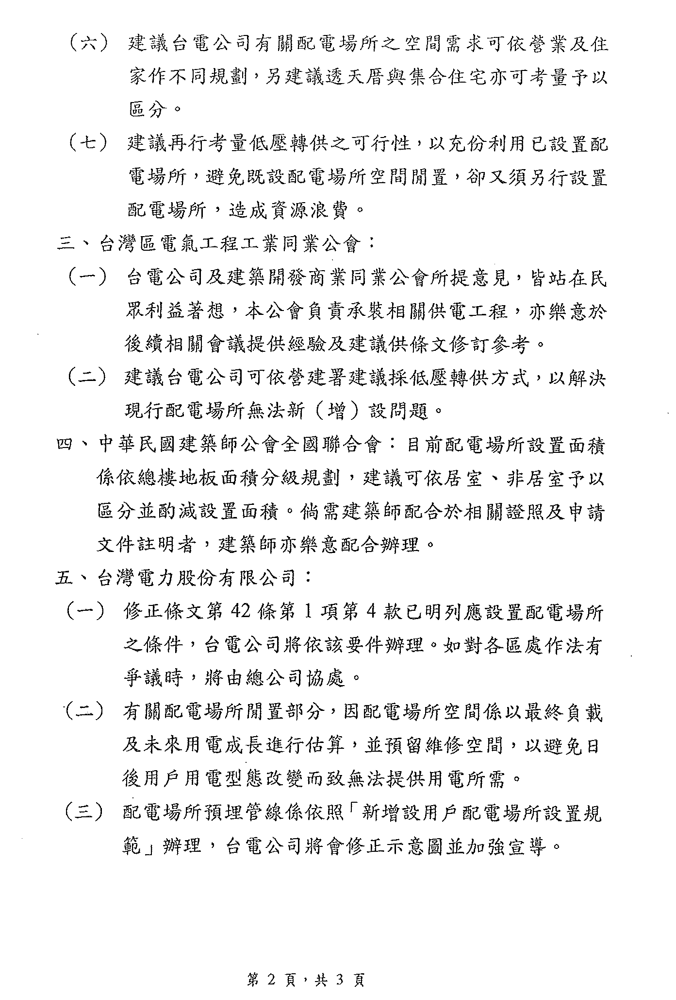 （六） 建議台電公司有關配電場所之空間需求可依營業及住
家作不同規劃，另建議透天厝與集合住宅亦可考量予以
區分。
（七） 建議再行考量低壓轉供之可行性，以充份利用已設置配
電場所，避免既設配電場所空間閒置，卻又須另行設置
配電場所，造成資源浪費。
三、台灣區電氣工程工業同業公會：
（一） 台電公司及建築開發商業同業公會所提意見，皆站在民
眾利益著想，本公會負責承裝相關供電工程，亦樂意於
後續相關會議提供經驗及建議供條文修訂參考。
（二） 建議台電公司可依營建署建議採低壓轉供方式，以解決
現行配電場所無法新（增）設問題。
四、中華民國建築師公會全國聯合會：目前配電場所設置面積
係依總樓地板面積分級規劃，建議可依居室、非居室予以
區分並酌減設置面積。倘需建築師配合於相關證照及申請
文件註明者，建築師亦樂意配合辦理。
五、台灣電力股份有限公司：
（一） 修正條文第 42 條第 1 項第 4 款已明列應設置配電場所
之條件，台電公司將依該要件辦理。如對各區處作法有
爭議時，將由總公司協處。
（二） 有關配電場所閒置部分，因配電場所空間係以最終負載
及未來用電成長進行估算，並預留維修空間，以避免日
後用戶用電型態改變而致無法提供用電所需。
（三） 配電場所預埋管線係依照「新增設用戶配電場所設置規
範」辦理，台電公司將會修正示意圖並加強宣導。
第 2 頁，共 3 頁